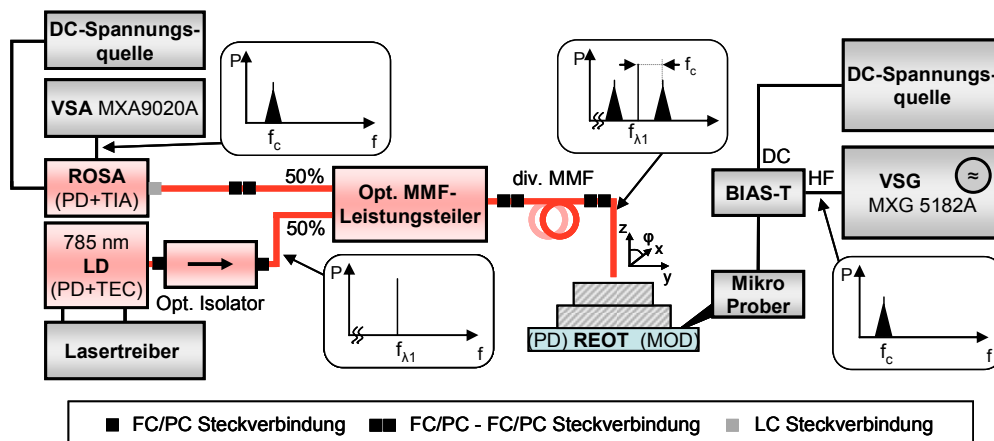 DC-Spannungs-
quelle
VSA MXA9020A
ROSA
(PD+TIA)
785 nm
LD
(PD+TEC)
Lasertreiber
Opt. Isolator
P
f
fc
50%
50%
Opt. MMF-
Leistungsteiler
P
f
fλ1
div. MMF
P
f
fc
fλ1
z
φ
x
y
(PD) REOT (MOD)
DC-Spannungs-
quelle
DC
BIAS-T
HF
VSG
MXG 5182A
≈
Mikro
Prober
P
f
fc
FC/PC Steckverbindung
FC/PC - FC/PC Steckverbindung
LC Steckverbindung